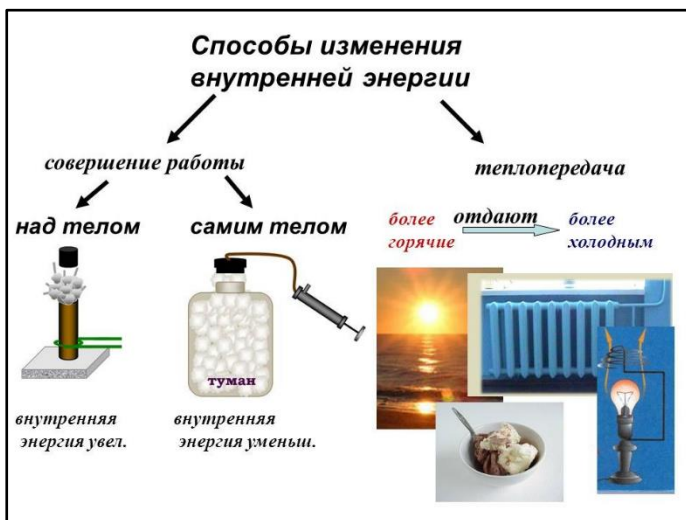 Способы изменения
внутренней энергии
совершение работы
теплопередача
над телом
самим телом
более
горячие
отдают
более
холодным
туман
внутренняя
энергия увел.
внутренняя
энергия уменьш.